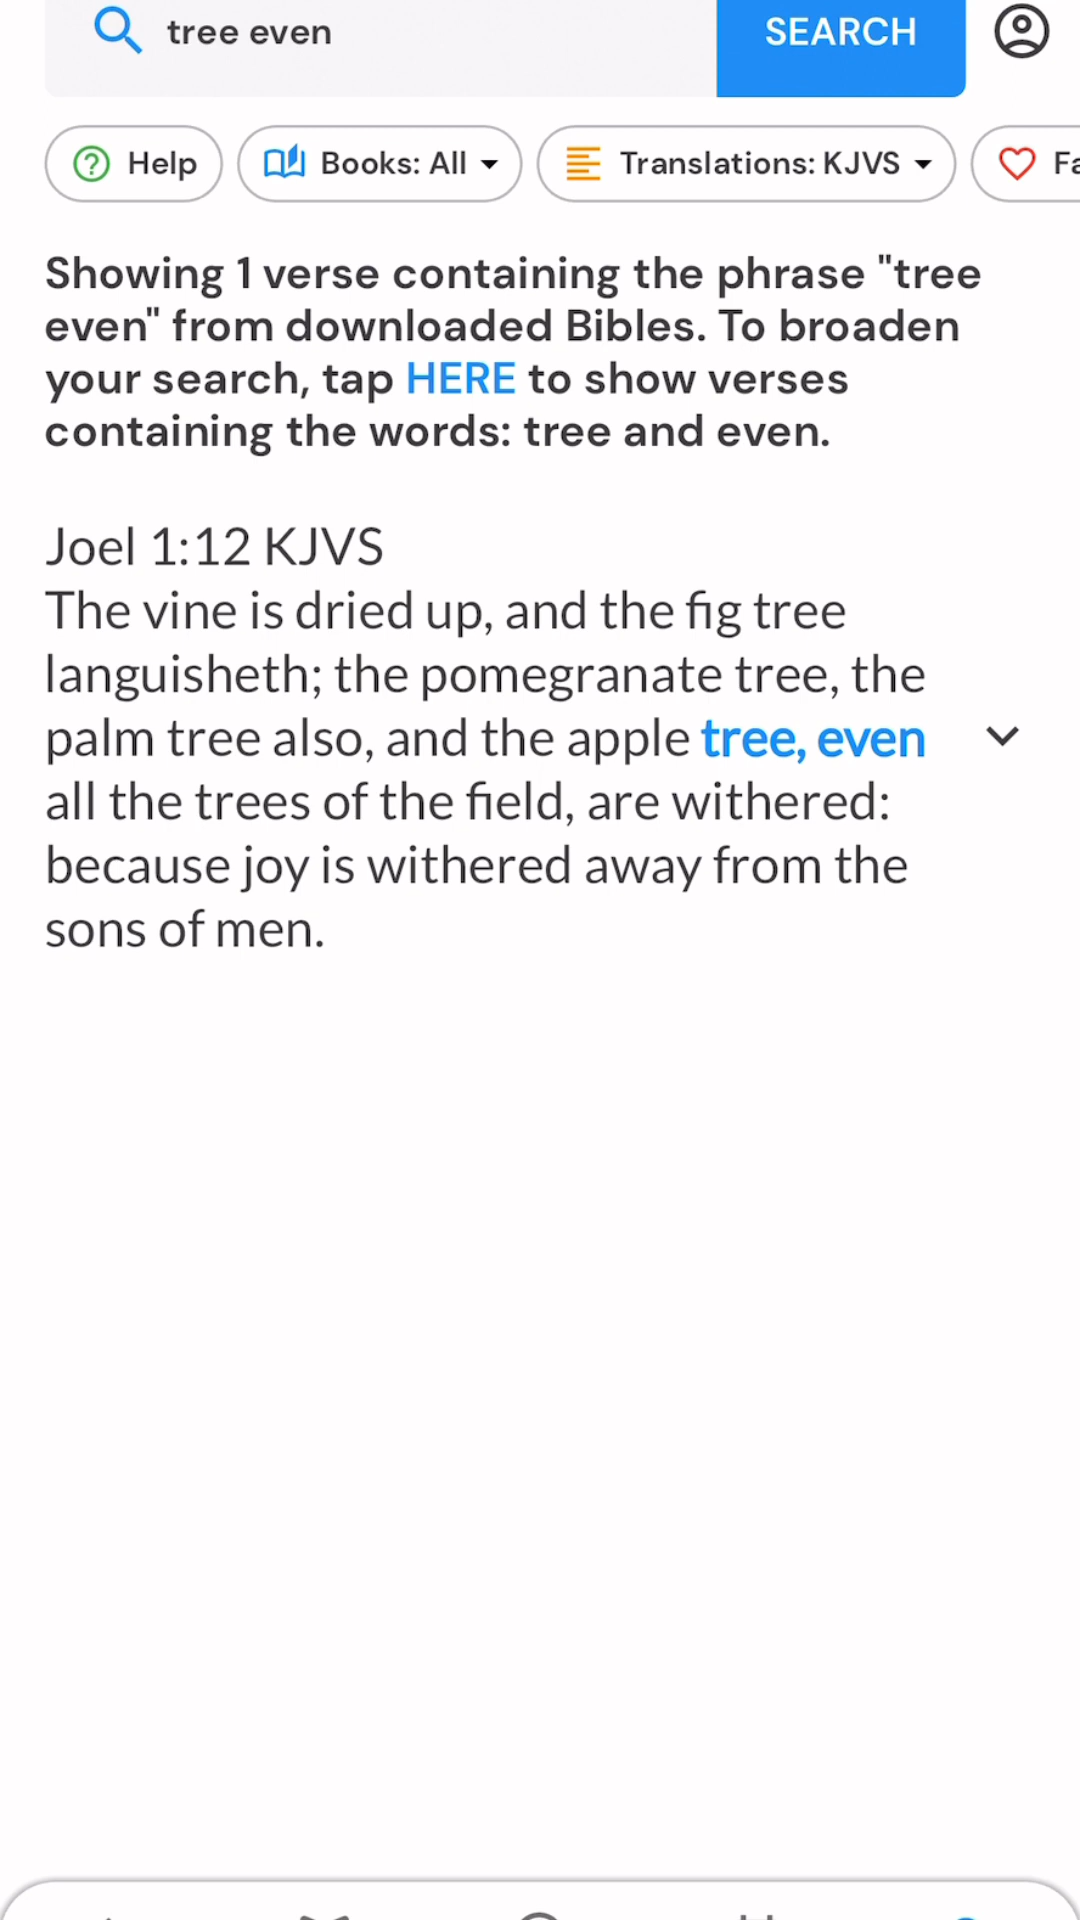 tree even
SEARCH
Help
Books: All
Translations: KJVS
Fa
Showing 1 verse containing the phrase "tree
even" from downloaded Bibles. To broaden
your search, tap HERE to show verses
containing the words: tree and even.
Joel 1:12 KJVS
The vine is dried up, and the fig tree
languisheth; the pomegranate tree, the
palm tree also, and the apple tree, even
all the trees of the field, are withered:
because joy is withered away from the
sons of men.